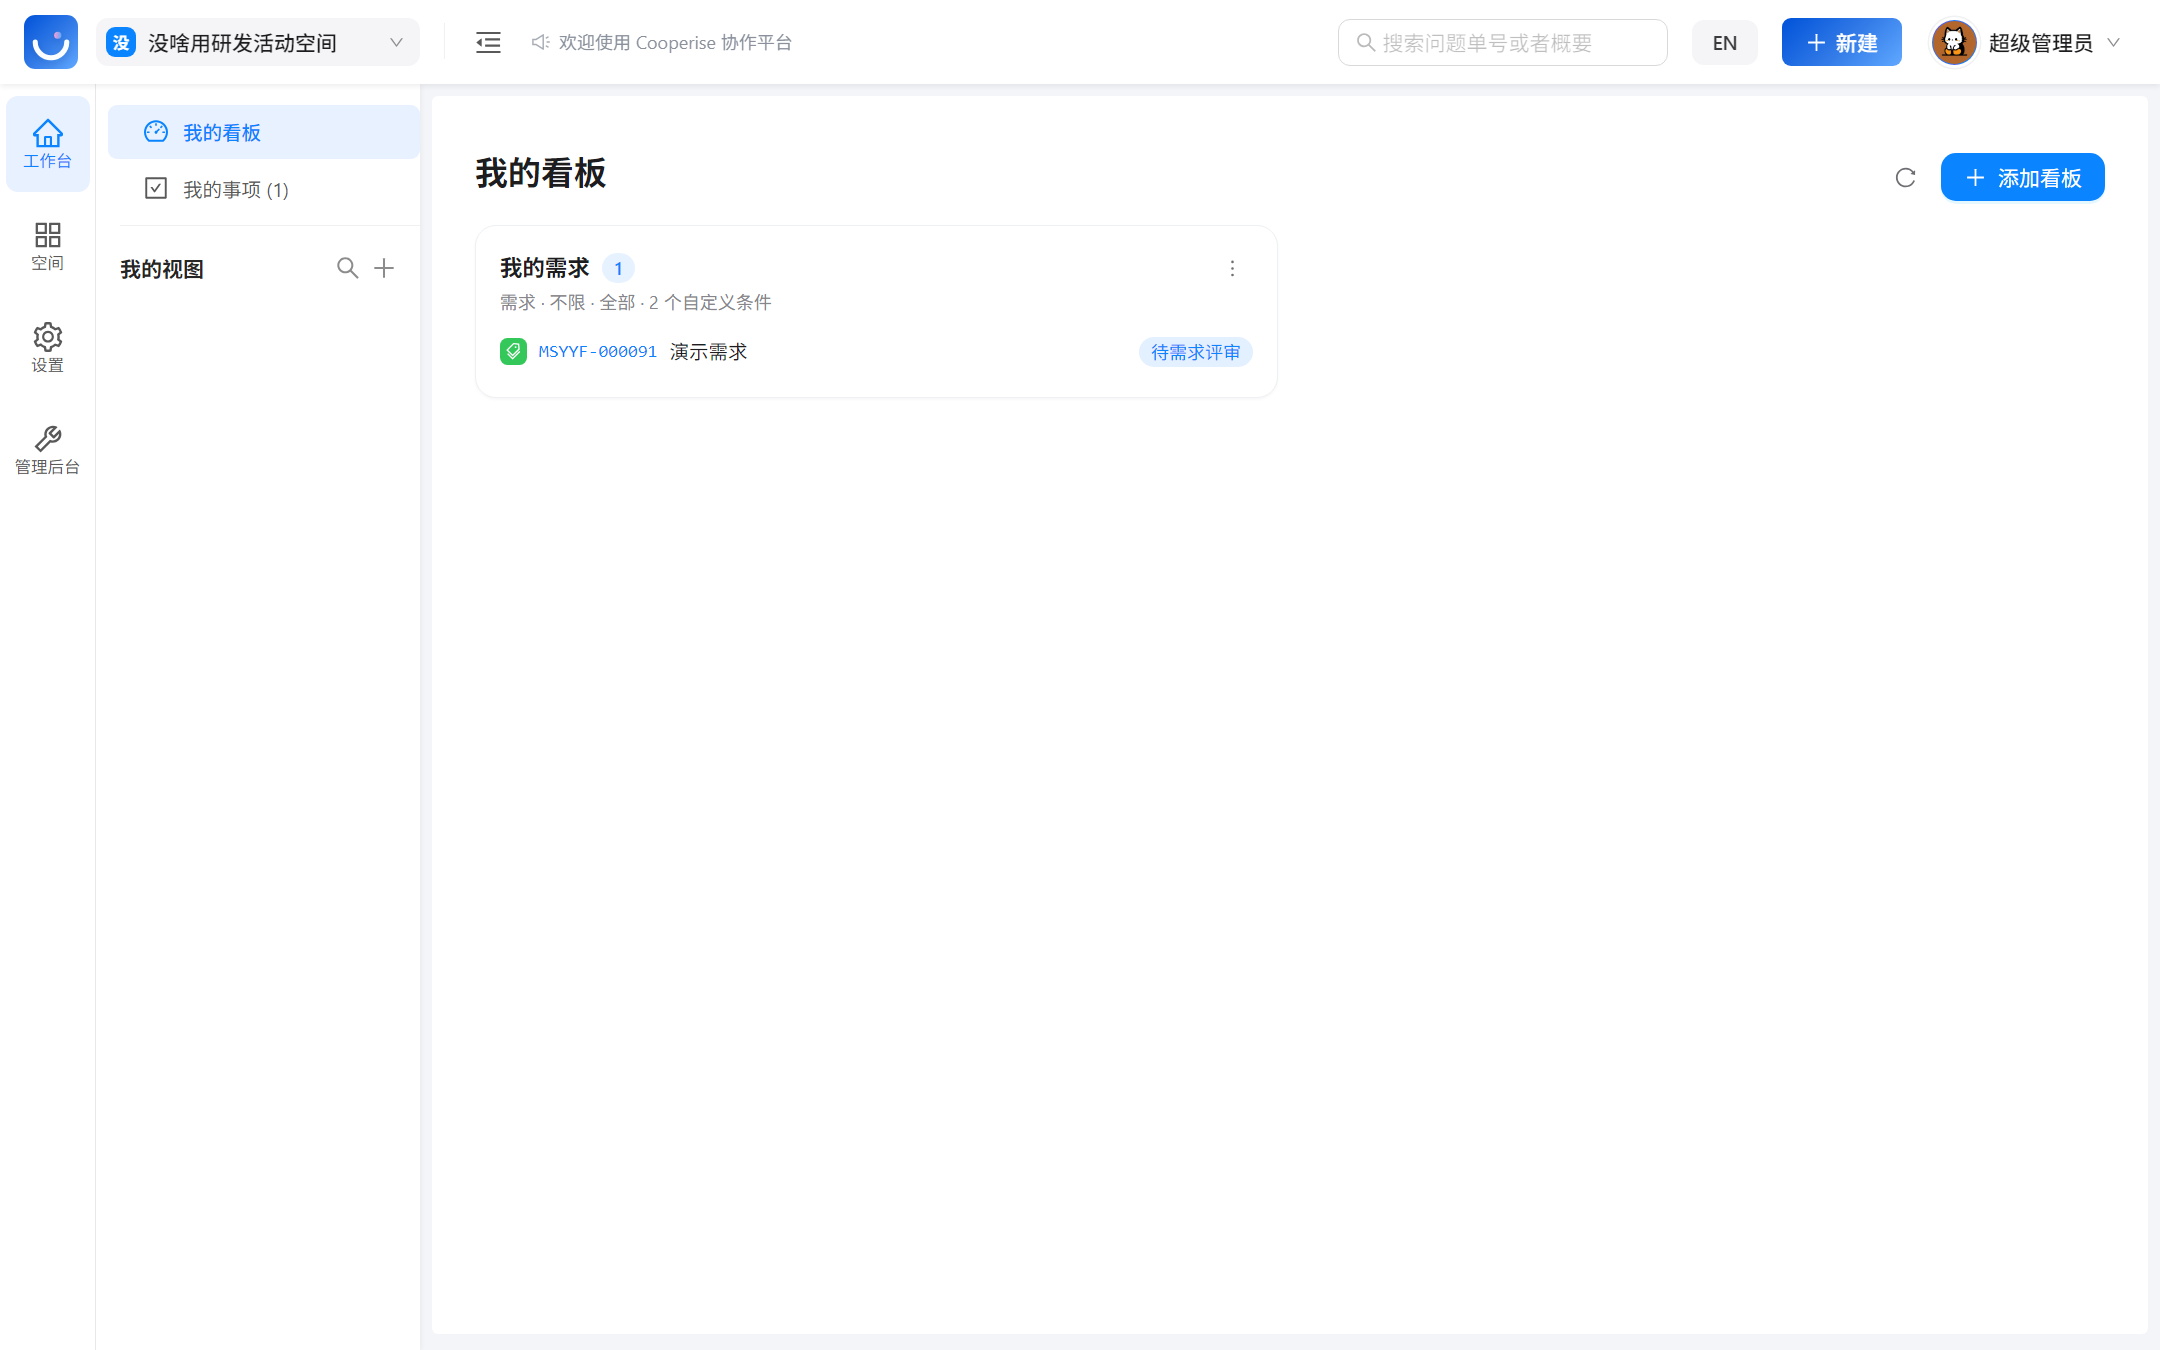 没 没啥用研发活动空间
欢迎使用 Cooperise 协作平台
搜索问题单号或者概要
EN
新建
超级管理员
工作台
空间
设置
管理后台
我的看板
我的事项 (1)
我的视图
我的看板
添加看板
我的需求 1
需求 · 不限 · 全部 · 2 个自定义条件
MSYYF-000091 演示需求 待需求评审